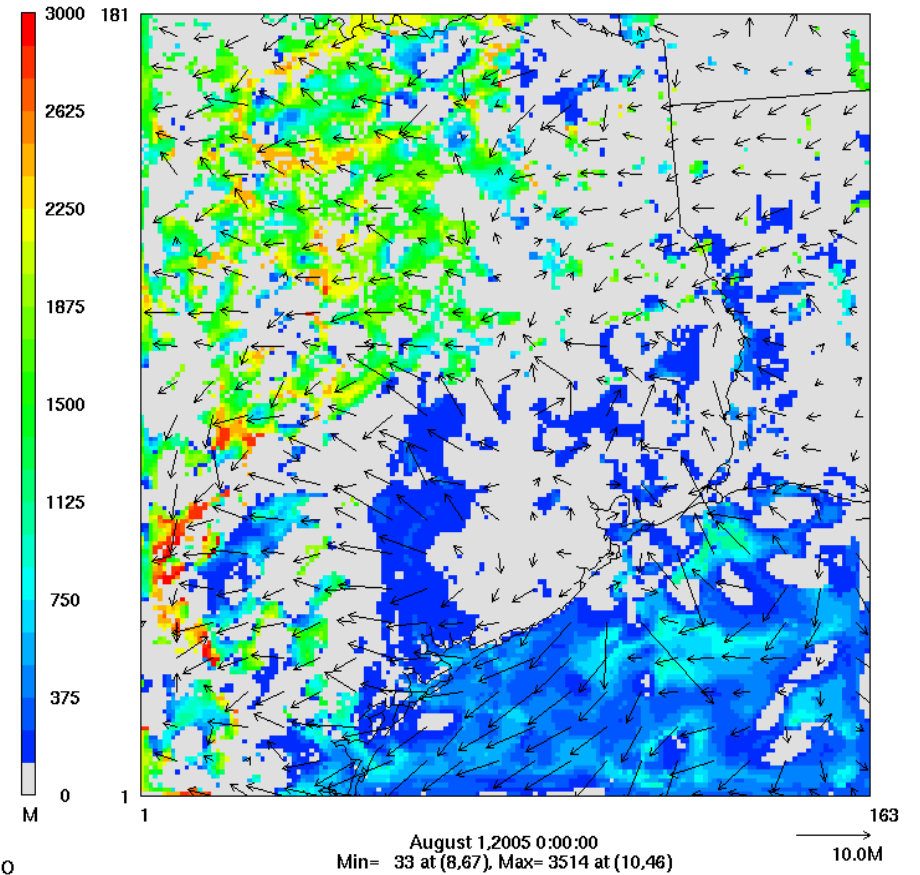 3000
2625
2250
1875
1500
1125
750
375
0
M
181
1
1
163
August 1,2005 0:00:00
Min= 33 at (8,67), Max= 3514 at (10,46)
10.0M
O